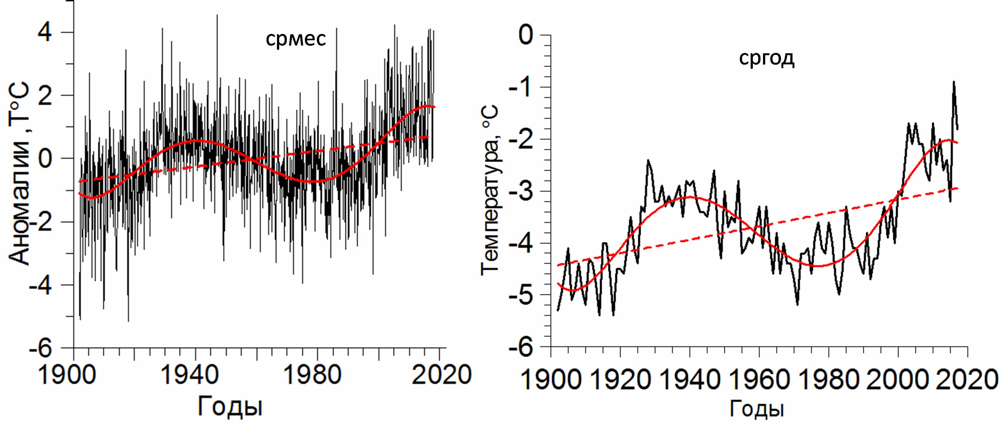 Аномалии ,T°C
4
2
0
-2
-4
-6
срмес
1900 1940 1980 2020
Годы
Температура, °C
0
-1
-2
-3
-4
-5
-6
сргод
1900 1920 1940 1960 1980 2000 2020
Годы